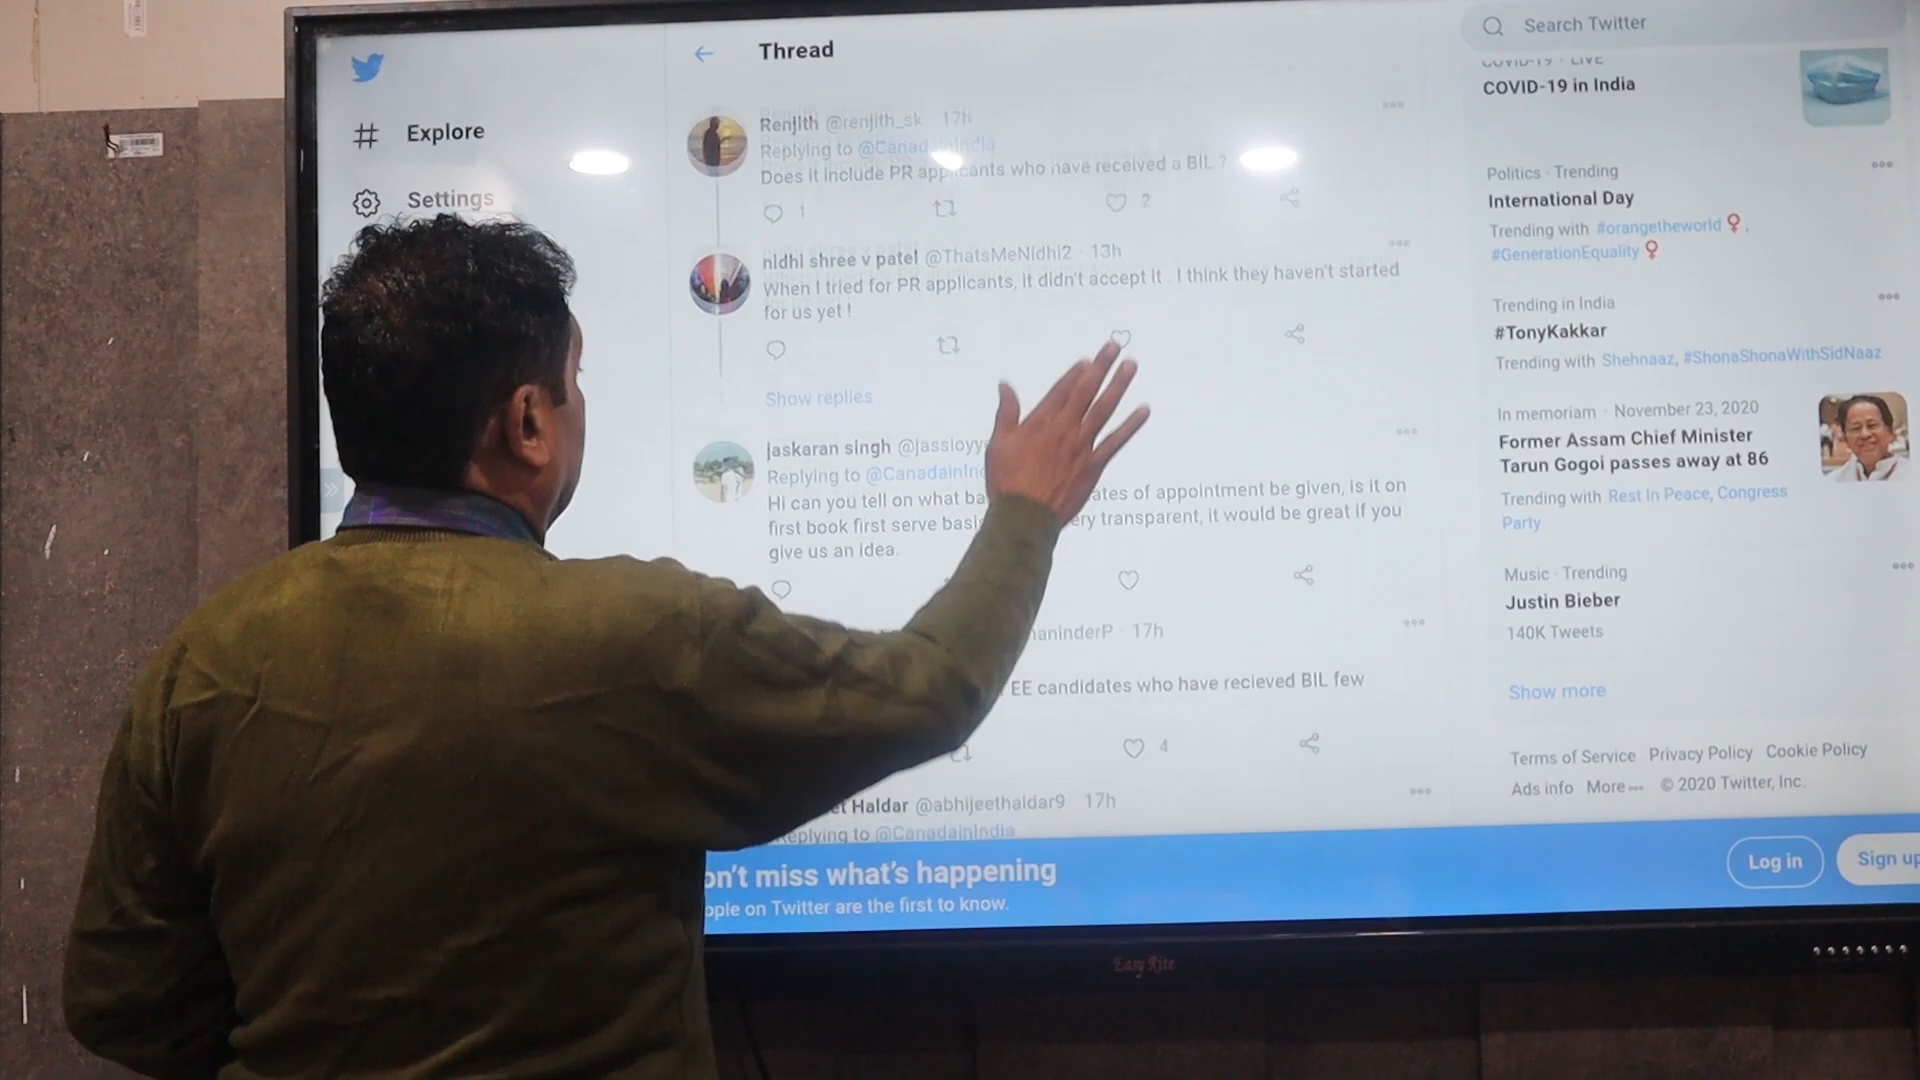 Thread
Search Twitter
Explore
Settings
Renjith @renjith_sk · 17h
Replying to @CanadainIndia
Does it include PR applicants who have received a BIL ?
1
2
nidhi shree v patel @ThatsMeNidhi2 · 13h
When I tried for PR applicants, it didn't accept it . I think they haven't started
for us yet !
Show replies
jaskaran singh @jassioyy
Replying to @CanadainInd
Hi can you tell on what ba ates of appointment be given, is it on
first book first serve basis ery transparent, it would be great if you
give us an idea.
aninderP · 17h
EE candidates who have recieved BIL few
4
et Haldar @abhijeethaldar9 · 17h
Replying to @CanadainIndia
COVID-19 · LIVE
COVID-19 in India
Politics · Trending
International Day
Trending with #orangetheworld ,
#GenerationEquality
Trending in India
#TonyKakkar
Trending with Shehnaaz, #ShonaShonaWithSidNaaz
In memoriam · November 23, 2020
Former Assam Chief Minister
Tarun Gogoi passes away at 86
Trending with Rest In Peace, Congress
Party
Music · Trending
Justin Bieber
140K Tweets
Show more
Terms of Service Privacy Policy Cookie Policy
Ads info More ··· © 2020 Twitter, Inc.
on't miss what's happening
ople on Twitter are the first to know.
Log in
Sign up
Easy Rite